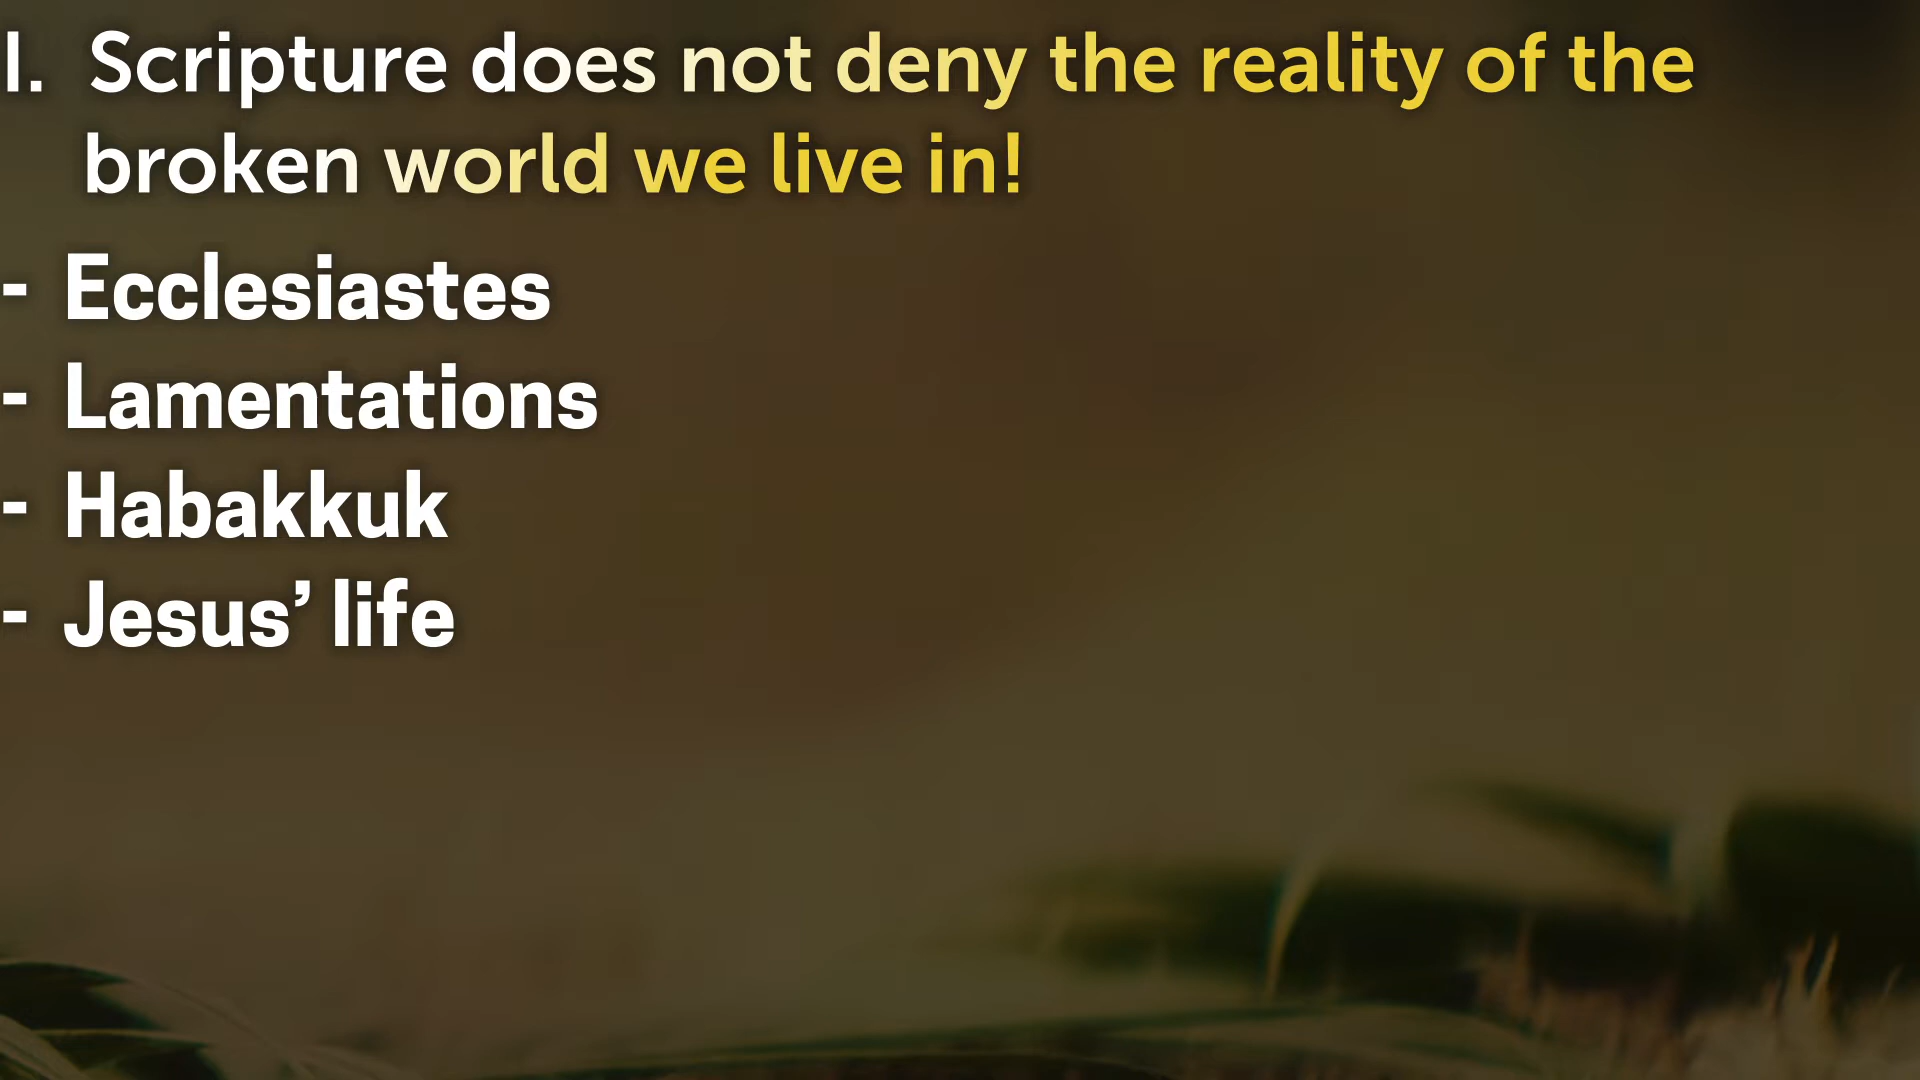 I. Scripture does not deny the reality of the
broken world we live in!
- Ecclesiastes
- Lamentations
- Habakkuk
- Jesus’ life